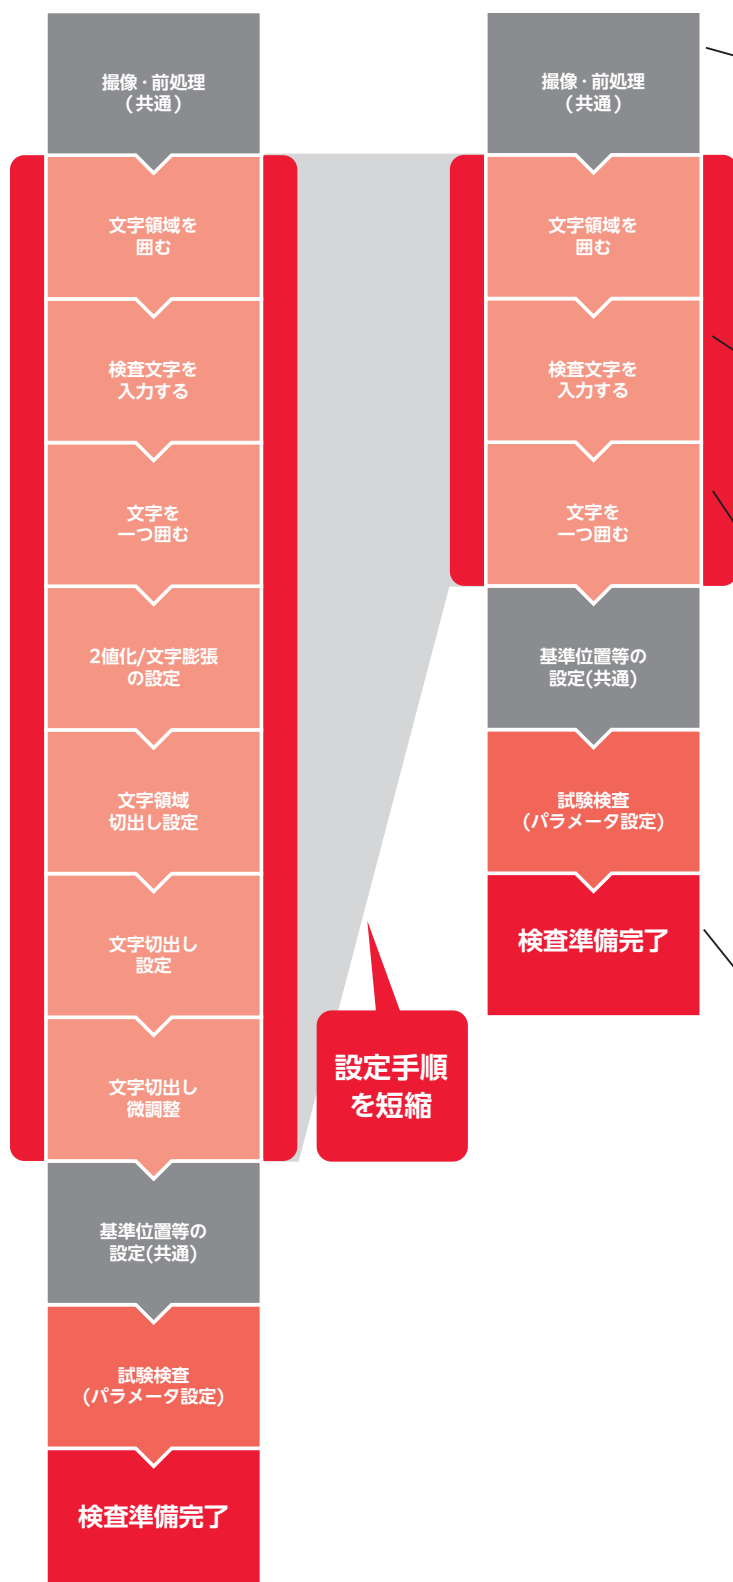 撮像・前処理
(共通)
文字領域を
囲む
検査文字を
入力する
文字を
一つ囲む
2値化/文字膨張
の設定
文字領域
切出し設定
文字切出し
設定
文字切出し
微調整
基準位置等の
設定(共通)
試験検査
(パラメータ設定)
検査準備完了
設定手順
を短縮
撮像・前処理
(共通)
文字領域を
囲む
検査文字を
入力する
文字を
一つ囲む
基準位置等の
設定(共通)
試験検査
(パラメータ設定)
検査準備完了